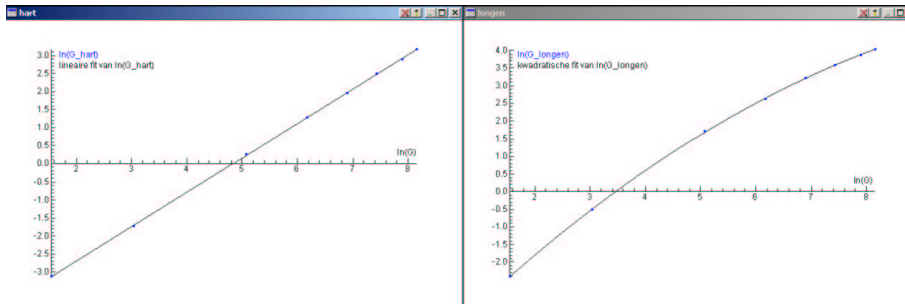 hart
ln(G_hart)
lineaire fit van ln(G_hart)
3.0
2.5
2.0
1.5
1.0
0.5
0.0
-0.5
-1.0
-1.5
-2.0
-2.5
-3.0
2 3 4 5 6 7 8
ln(G)
longen
ln(G_longen)
kwadratische fit van ln(G_longen)
4.0
3.5
3.0
2.5
2.0
1.5
1.0
0.5
0.0
-0.5
-1.0
-1.5
-2.0
2 3 4 5 6 7 8
ln(G)